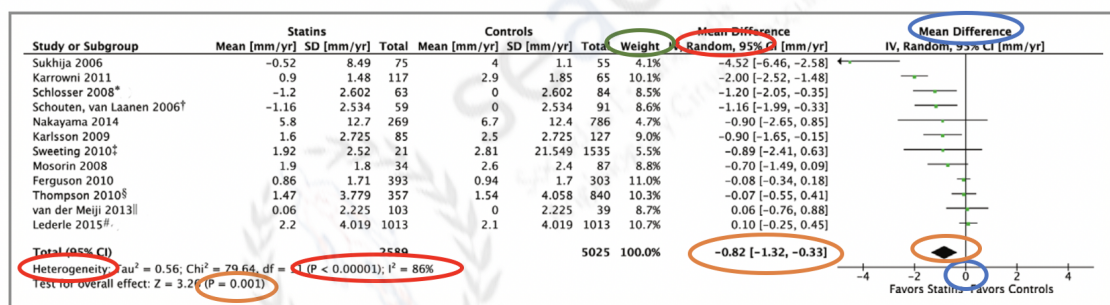 Statins Controls Mean Difference Mean Difference
Study or Subgroup Mean [mm/yr] SD [mm/yr] Total Mean [mm/yr] SD [mm/yr] Total Weight IV, Random, 95% CI [mm/yr] IV, Random, 95% CI [mm/yr]
Sukhija 2006 -0.52 8.49 75 4 1.1 55 4.1% -4.52 [-6.46, -2.58]
Karrowni 2011 0.9 1.48 117 2.9 1.85 65 10.1% -2.00 [-2.52, -1.48]
Schlosser 2008* -1.2 2.602 63 0 2.602 84 8.6% -1.20 [-2.05, -0.35]
Schouten, van Laanen 2006† -1.16 2.534 59 0 2.534 91 8.6% -1.16 [-1.99, -0.33]
Nakayama 2014 5.8 12.7 269 6.7 12.4 786 4.7% -0.90 [-2.65, 0.85]
Karlsson 2009 1.6 2.725 85 2.5 2.725 127 9.0% -0.90 [-1.65, -0.15]
Sweeting 2010‡ 1.92 2.52 21 2.81 21.549 1535 5.5% -0.89 [-2.41, 0.63]
Mosorin 2008 1.9 1.8 34 2.6 2.4 87 8.7% -0.70 [-1.49, 0.09]
Ferguson 2010 0.86 1.71 393 0.94 1.7 303 11.0% -0.08 [-0.34, 0.18]
Thompson 2010§ 1.47 3.779 357 1.54 4.058 840 10.3% -0.07 [-0.55, 0.41]
van der Meiji 2013|| 0.06 2.225 103 0 2.225 39 8.7% 0.06 [-0.76, 0.88]
Lederle 2015#. 2.2 4.019 1013 2.1 4.019 1013 10.7% 0.10 [-0.25, 0.45]
Total (95% CI) 2589 5025 100.0% -0.82 [-1.32, -0.33]
Heterogeneity: Tau² = 0.56; Chi² = 79.64, df = 11 (P < 0.00001); I² = 86%
Test for overall effect: Z = 3.26 (P = 0.001)
-4 -2 0 2 4
Favors Statins Favors Controls